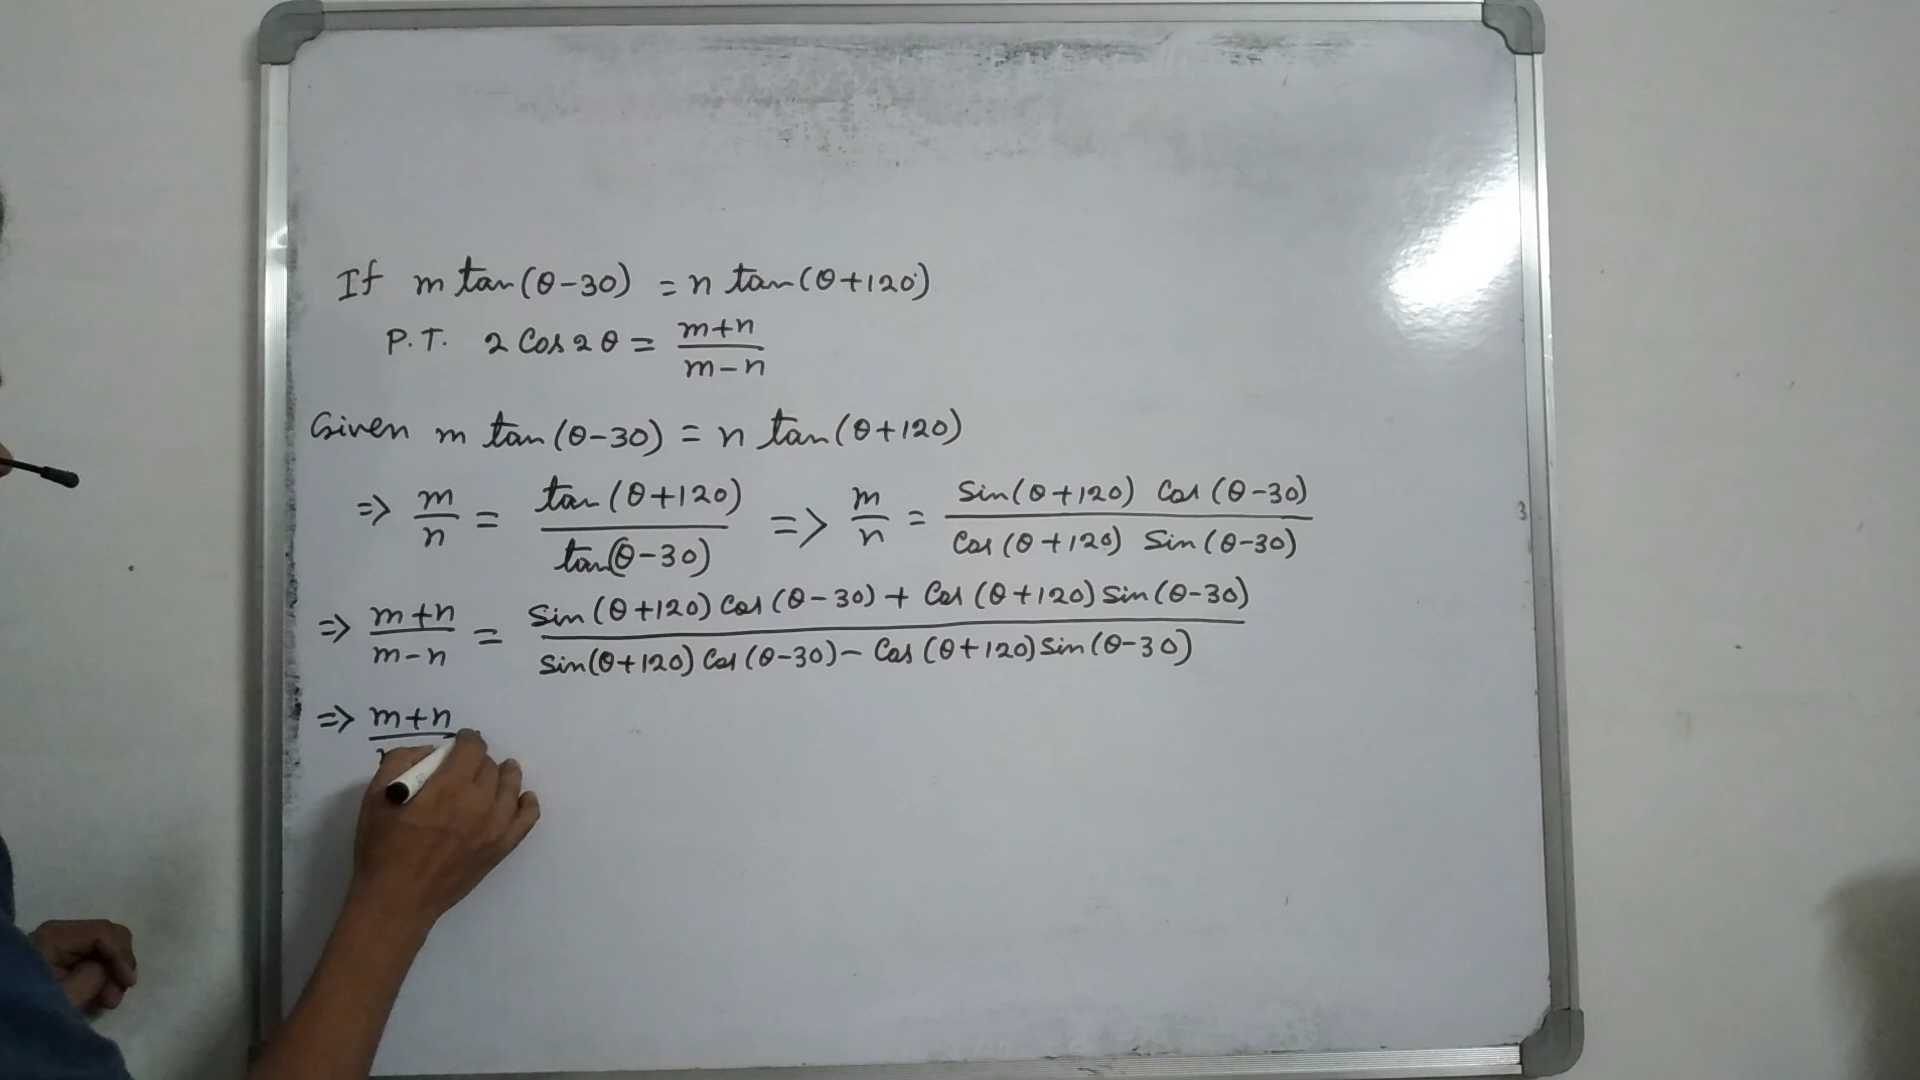 If m tan(θ-30) = n tan(θ+120)
P.T. 2 Cos 2θ = (m+n)/(m-n)
Given m tan(θ-30) = n tan(θ+120)
=> m/n = tan(θ+120)/tan(θ-30) => m/n = Sin(θ+120) Cos(θ-30)/Cos(θ+120) Sin(θ-30)
=> (m+n)/(m-n) = Sin(θ+120) Cos(θ-30) + Cos(θ+120) Sin(θ-30)/Sin(θ+120) Cos(θ-30) - Cos(θ+120) Sin(θ-30)
=> m+n